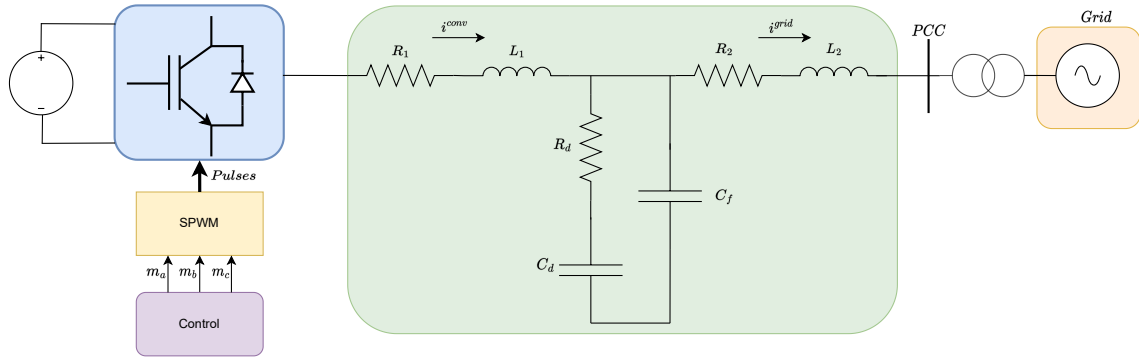 Grid
i^{conv}
i^{grid}
PCC
R_1
L_1
R_2
L_2
+
−
R_d
Pulses
C_f
SPWM
C_d
m_a m_b m_c
Control